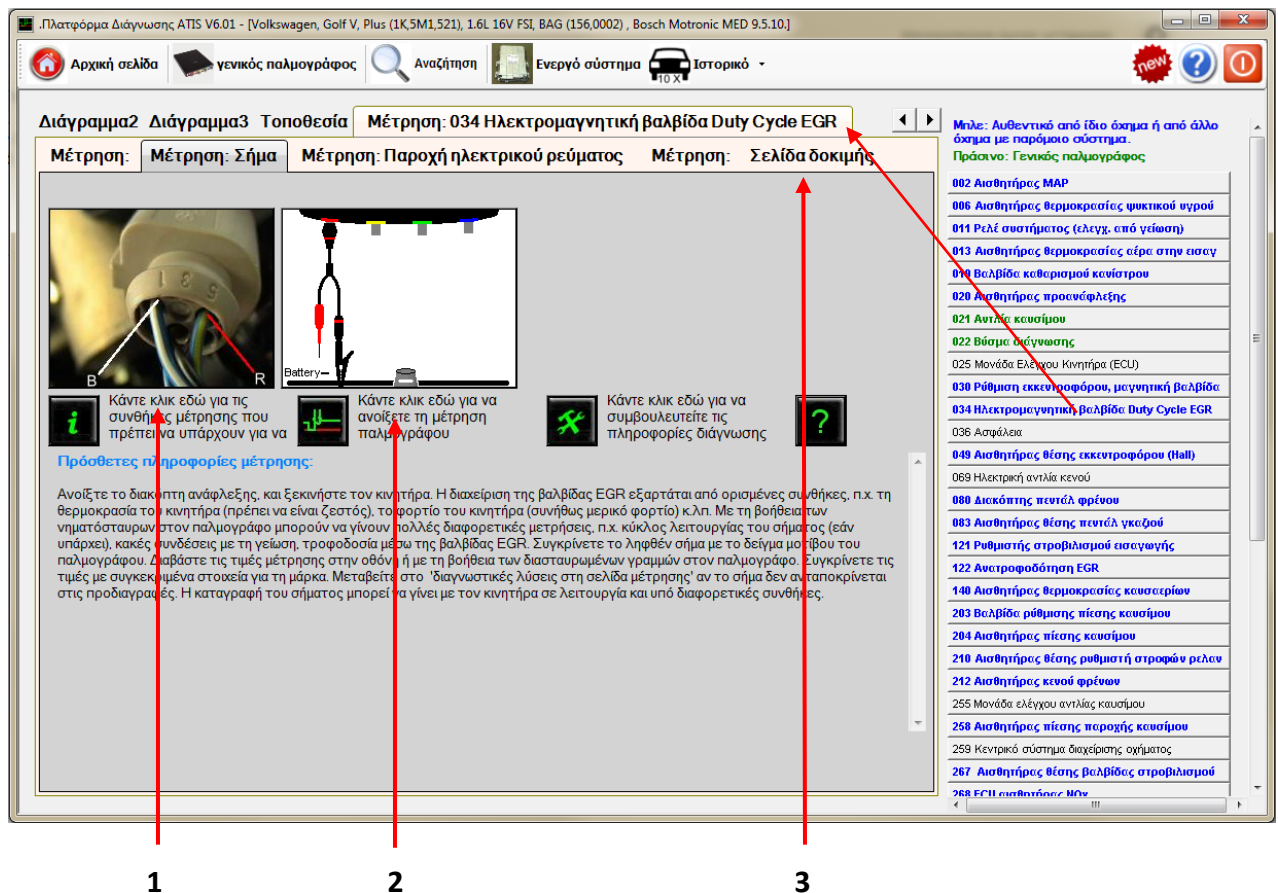 .Πλατφόρμα Διάγνωσης ATIS V6.01 - [Volkswagen, Golf V, Plus (1K,5M1,521), 1.6L 16V FSI, BAG (156,0002) , Bosch Motronic MED 9.5.10.]
Αρχική σελίδα γενικός παλμογράφος Αναζήτηση Ενεργό σύστημα 10 X Ιστορικό new ?
Διάγραμμα2 Διάγραμμα3 Τοποθεσία Μέτρηση: 034 Ηλεκτρομαγνητική βαλβίδα Duty Cycle EGR
Μέτρηση: Μέτρηση: Σήμα Μέτρηση: Παροχή ηλεκτρικού ρεύματος Μέτρηση: Σελίδα δοκιμής
1 3 5
B R
Battery–
i
Κάντε κλικ εδώ για τις
συνθήκες μέτρησης που
πρέπει να υπάρχουν για να
Κάντε κλικ εδώ για να
ανοίξετε τη μέτρηση
παλμογράφου
Κάντε κλικ εδώ για να
συμβουλευτείτε τις
πληροφορίες διάγνωσης
?
Πρόσθετες πληροφορίες μέτρησης:
Ανοίξτε το διακόπτη ανάφλεξης, και ξεκινήστε τον κινητήρα. Η διαχείριση της βαλβίδας EGR εξαρτάται από ορισμένες συνθήκες, π.χ. τη
θερμοκρασία του κινητήρα (πρέπει να είναι ζεστός), το φορτίο του κινητήρα (συνήθως μερικό φορτίο) κ.λπ. Με τη βοήθεια των
νηματόσταυρων στον παλμογράφο μπορούν να γίνουν πολλές διαφορετικές μετρήσεις, π.χ. κύκλος λειτουργίας του σήματος (εάν
υπάρχει), κακές συνδέσεις με τη γείωση, τροφοδοσία μέσω της βαλβίδας EGR. Συγκρίνετε το ληφθέν σήμα με το δείγμα μοτίβου του
παλμογράφου. Διαβάστε τις τιμές μέτρησης στην οθόνη ή με τη βοήθεια των διασταυρωμένων γραμμών στον παλμογράφο. Συγκρίνετε τις
τιμές με συγκεκριμένα στοιχεία για τη μάρκα. Μεταβείτε στο 'διαγνωστικές λύσεις στη σελίδα μέτρησης' αν το σήμα δεν ανταποκρίνεται
στις προδιαγραφές. Η καταγραφή του σήματος μπορεί να γίνει με τον κινητήρα σε λειτουργία και υπό διαφορετικές συνθήκες.
Μπλε: Αυθεντικό από ίδιο όχημα ή από άλλο
όχημα με παρόμοιο σύστημα.
Πράσινο: Γενικός παλμογράφος
002 Αισθητήρας MAP
006 Αισθητήρας θερμοκρασίας ψυκτικού υγρού
011 Ρελέ συστήματος (ελεγχ. από γείωση)
013 Αισθητήρας θερμοκρασίας αέρα στην εισαγ
019 Βαλβίδα καθαρισμού κανίστρου
020 Αισθητήρας προανάφλεξης
021 Αντλία καυσίμου
022 Βύσμα διάγνωσης
025 Μονάδα Ελέγχου Κινητήρα (ECU)
030 Ρύθμιση εκκεντροφόρου, μαγνητική βαλβίδα
034 Ηλεκτρομαγνητική βαλβίδα Duty Cycle EGR
036 Ασφάλεια
049 Αισθητήρας θέσης εκκεντροφόρου (Hall)
069 Ηλεκτρική αντλία κενού
080 Διακόπτης πεντάλ φρένου
083 Αισθητήρας θέσης πεντάλ γκαζιού
121 Ρυθμιστής στροβιλισμού εισαγωγής
122 Ανατροφοδότηση EGR
140 Αισθητήρας θερμοκρασίας καυσαερίων
203 Βαλβίδα ρύθμισης πίεσης καυσίμου
204 Αισθητήρας πίεσης καυσίμου
210 Αισθητήρας θέσης ρυθμιστή στροφών ρελαν
212 Αισθητήρας κενού φρένων
255 Μονάδα ελέγχου αντλίας καυσίμου
258 Αισθητήρας πίεσης παροχής καυσίμου
259 Κεντρικό σύστημα διαχείρισης οχήματος
267 Αισθητήρας θέσης βαλβίδας στροβιλισμού
268 ECU αισθητήρας NOx
1 2 3